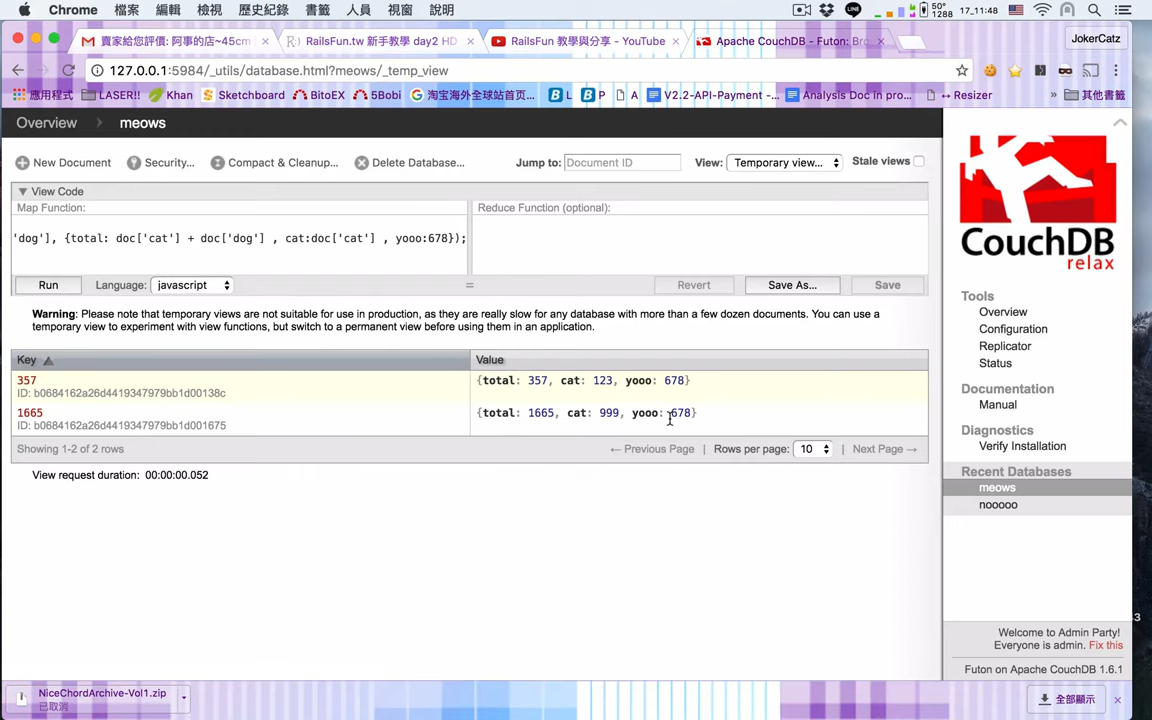 Chrome 檔案 編輯 檢視 歷史紀錄 書籤 人員 視窗 說明 LINE 50° 1288 17_11:48
賣家給您評價: 阿事的店~45cm RailsFun.tw 新手教學 day2 HD RailsFun 教學與分享 - YouTube Apache CouchDB - Futon: Bro JokerCatz
127.0.0.1:5984/_utils/database.html?meows/_temp_view
應用程式 LASER!! Khan Sketchboard BitoEX 5Bobi 淘宝海外全球站首页... L P A V2.2-API-Payment -... Analysis Doc in pro... Resizer » 其他書籤
Overview meows
New Document Security... Compact & Cleanup... Delete Database... Jump to: Document ID View: Temporary view... Stale views
View Code
Map Function: Reduce Function (optional):
'dog'], {total: doc['cat'] + doc['dog'] , cat:doc['cat'] , yooo:678});
Run Language: javascript Revert Save As... Save
Warning: Please note that temporary views are not suitable for use in production, as they are really slow for any database with more than a few dozen documents. You can use a
temporary view to experiment with view functions, but switch to a permanent view before using them in an application.
Key Value
357 {total: 357, cat: 123, yooo: 678}
ID: b0684162a26d4419347979bb1d00138c
1665 {total: 1665, cat: 999, yooo: 678}
ID: b0684162a26d4419347979bb1d001675
Showing 1-2 of 2 rows ← Previous Page | Rows per page: 10 | Next Page →
View request duration: 00:00:00.052
CouchDB
relax
Tools
Overview
Configuration
Replicator
Status
Documentation
Manual
Diagnostics
Verify Installation
Recent Databases
meows
nooooo
Welcome to Admin Party!
Everyone is admin. Fix this
Futon on Apache CouchDB 1.6.1
NiceChordArchive-Vol1.zip
已取消
全部顯示